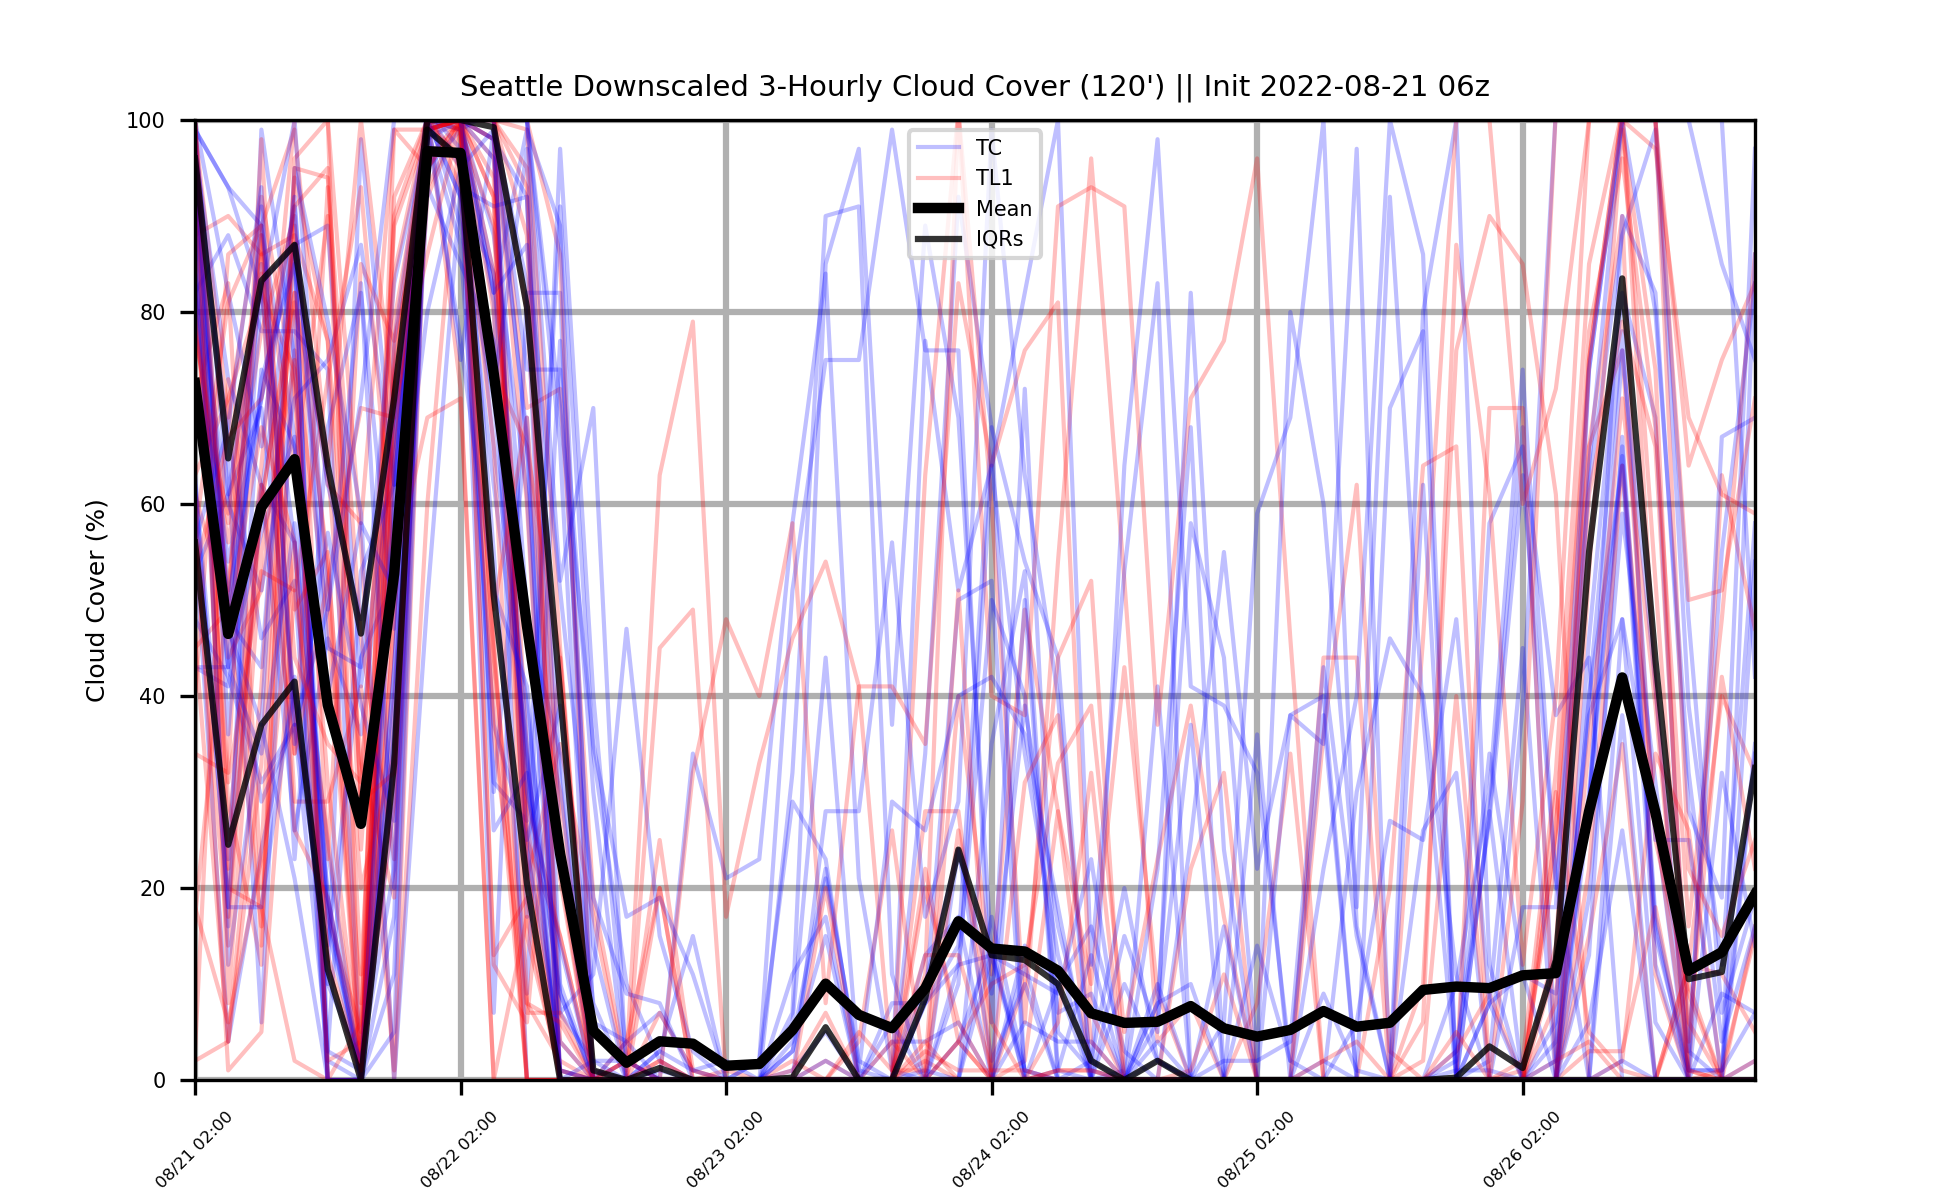 Seattle Downscaled 3-Hourly Cloud Cover (120') || Init 2022-08-21 06z
Cloud Cover (%)
100
80
60
40
20
0
TC
TL1
Mean
IQRs
08/21 02:00
08/22 02:00
08/23 02:00
08/24 02:00
08/25 02:00
08/26 02:00